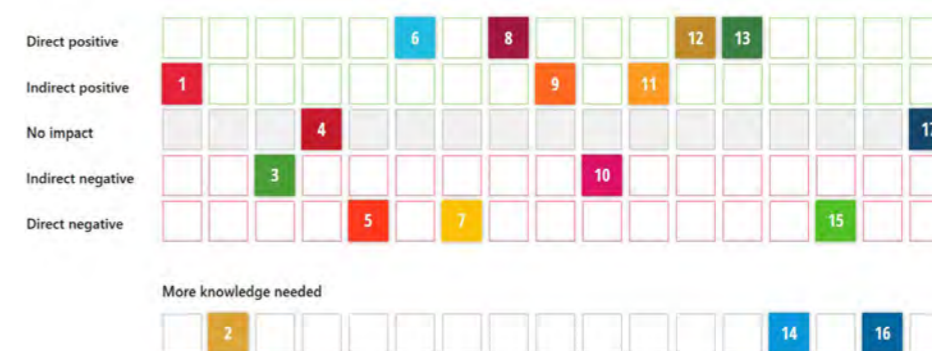 Direct positive 6 8 12 13
Indirect positive 1 9 11
No impact 4 17
Indirect negative 3 10
Direct negative 5 7 15
More knowledge needed
2 14 16